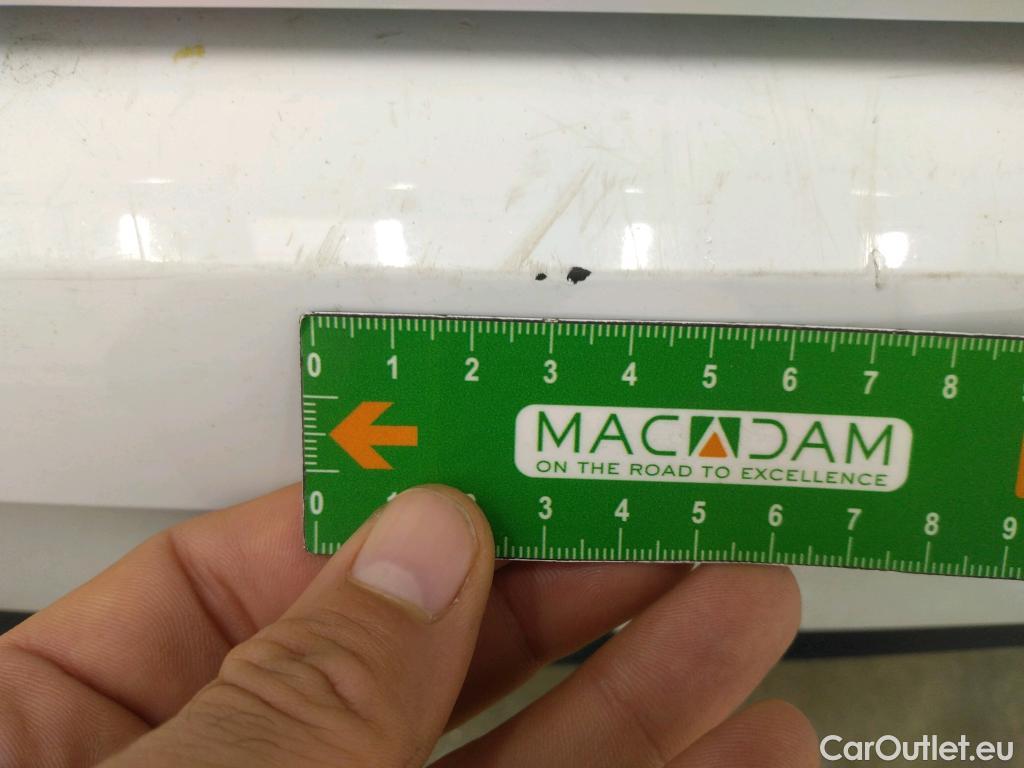 0 1 2 3 4 5 6 7 8
MACADAM
ON THE ROAD TO EXCELLENCE
0 3 4 5 6 7 8 9
CarOutlet.eu